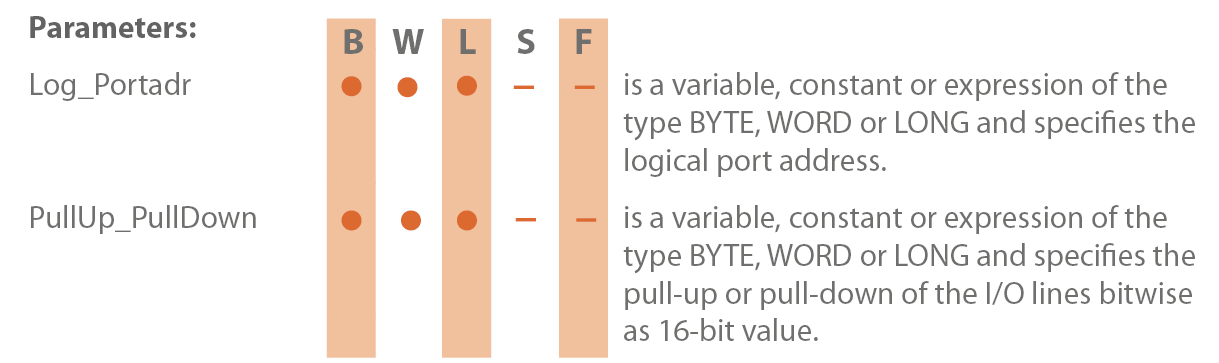 Parameters: B W L S F
Log_Portadr ● ● ● – – is a variable, constant or expression of the
type BYTE, WORD or LONG and specifies the
logical port address.
PullUp_PullDown ● ● ● – – is a variable, constant or expression of the
type BYTE, WORD or LONG and specifies the
pull-up or pull-down of the I/O lines bitwise
as 16-bit value.